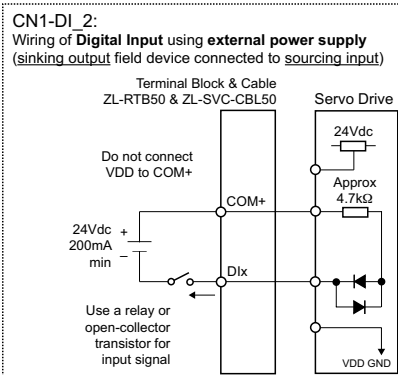 CN1-DI_2:
Wiring of Digital Input using external power supply
(sinking output field device connected to sourcing input)
Terminal Block & Cable
ZL-RTB50 & ZL-SVC-CBL50
Servo Drive
24Vdc
Do not connect
VDD to COM+
Approx
4.7kΩ
COM+
24Vdc
200mA
min
+
–
DIx
Use a relay or
open-collector
transistor for
input signal
VDD GND